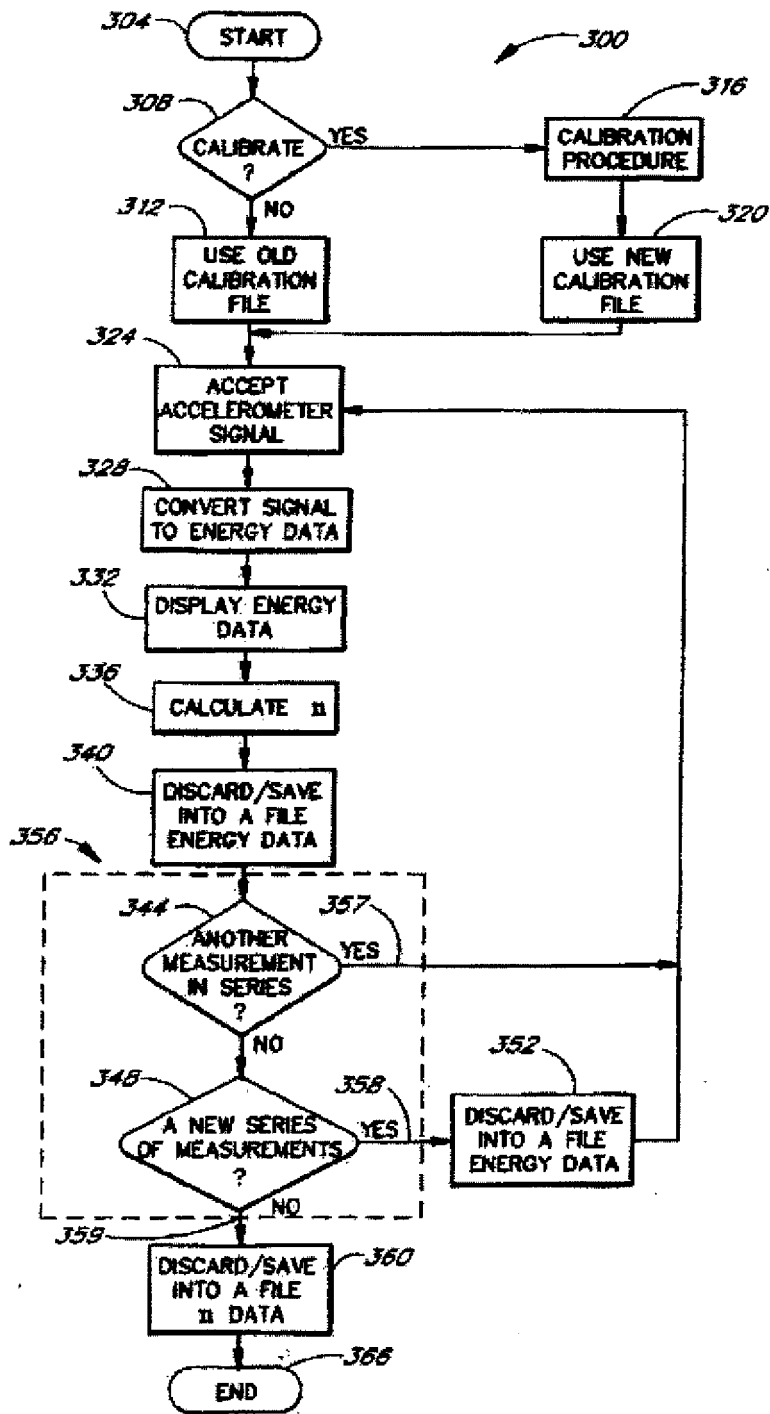 304
START
300
308
CALIBRATE
?
YES
NO
316
CALIBRATION
PROCEDURE
312
USE OLD
CALIBRATION
FILE
320
USE NEW
CALIBRATION
FILE
324
ACCEPT
ACCELEROMETER
SIGNAL
328
CONVERT SIGNAL
TO ENERGY DATA
332
DISPLAY ENERGY
DATA
336
CALCULATE n
340
DISCARD/SAVE
INTO A FILE
ENERGY DATA
356
344
ANOTHER
MEASUREMENT
IN SERIES
?
YES
357
NO
348
A NEW SERIES
OF MEASUREMENTS
?
YES
358
352
DISCARD/SAVE
INTO A FILE
ENERGY DATA
NO
359
DISCARD/SAVE
INTO A FILE
n DATA
360
END
366